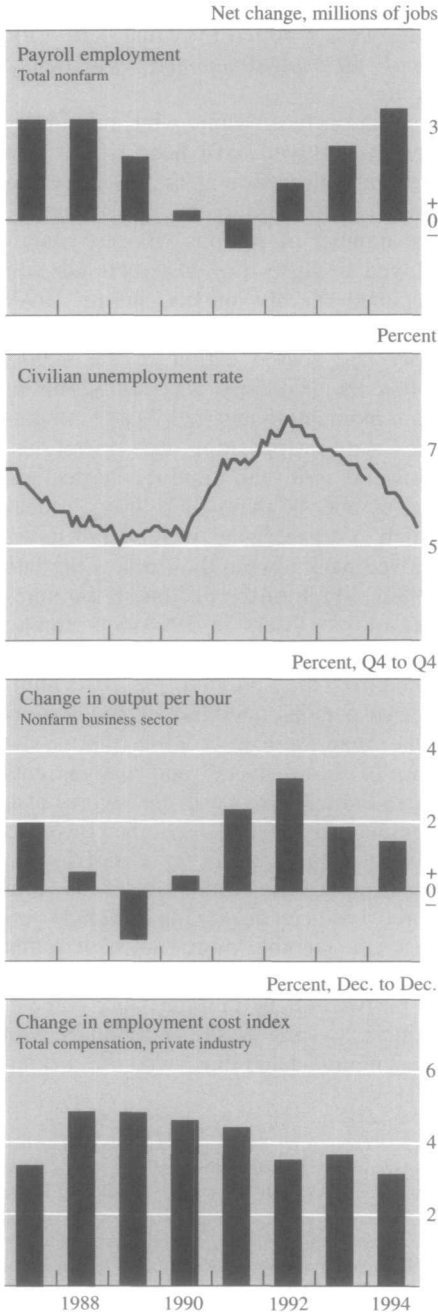 Net change, millions of jobs
Payroll employment
Total nonfarm
3
+
0
–
Percent
Civilian unemployment rate
7
5
Percent, Q4 to Q4
Change in output per hour
Nonfarm business sector
4
2
+
0
–
Percent, Dec. to Dec.
Change in employment cost index
Total compensation, private industry
6
4
2
1988 1990 1992 1994